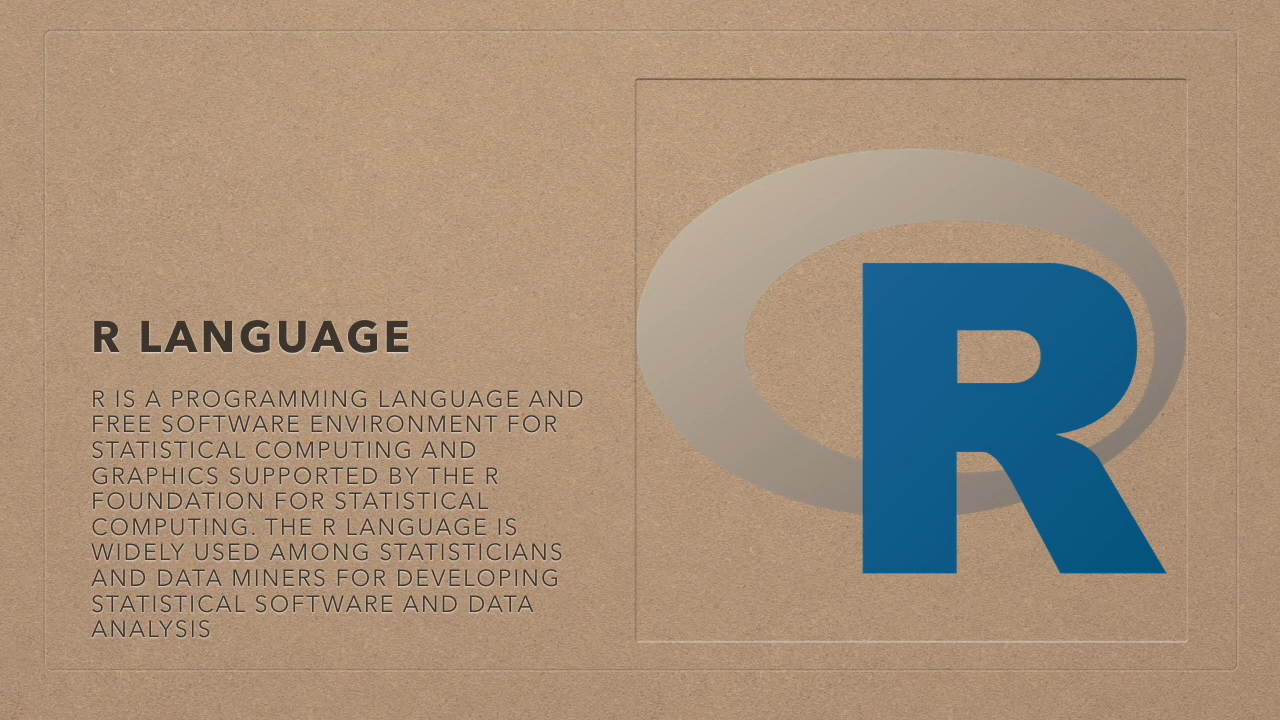 R LANGUAGE
R IS A PROGRAMMING LANGUAGE AND
FREE SOFTWARE ENVIRONMENT FOR
STATISTICAL COMPUTING AND
GRAPHICS SUPPORTED BY THE R
FOUNDATION FOR STATISTICAL
COMPUTING. THE R LANGUAGE IS
WIDELY USED AMONG STATISTICIANS
AND DATA MINERS FOR DEVELOPING
STATISTICAL SOFTWARE AND DATA
ANALYSIS
R